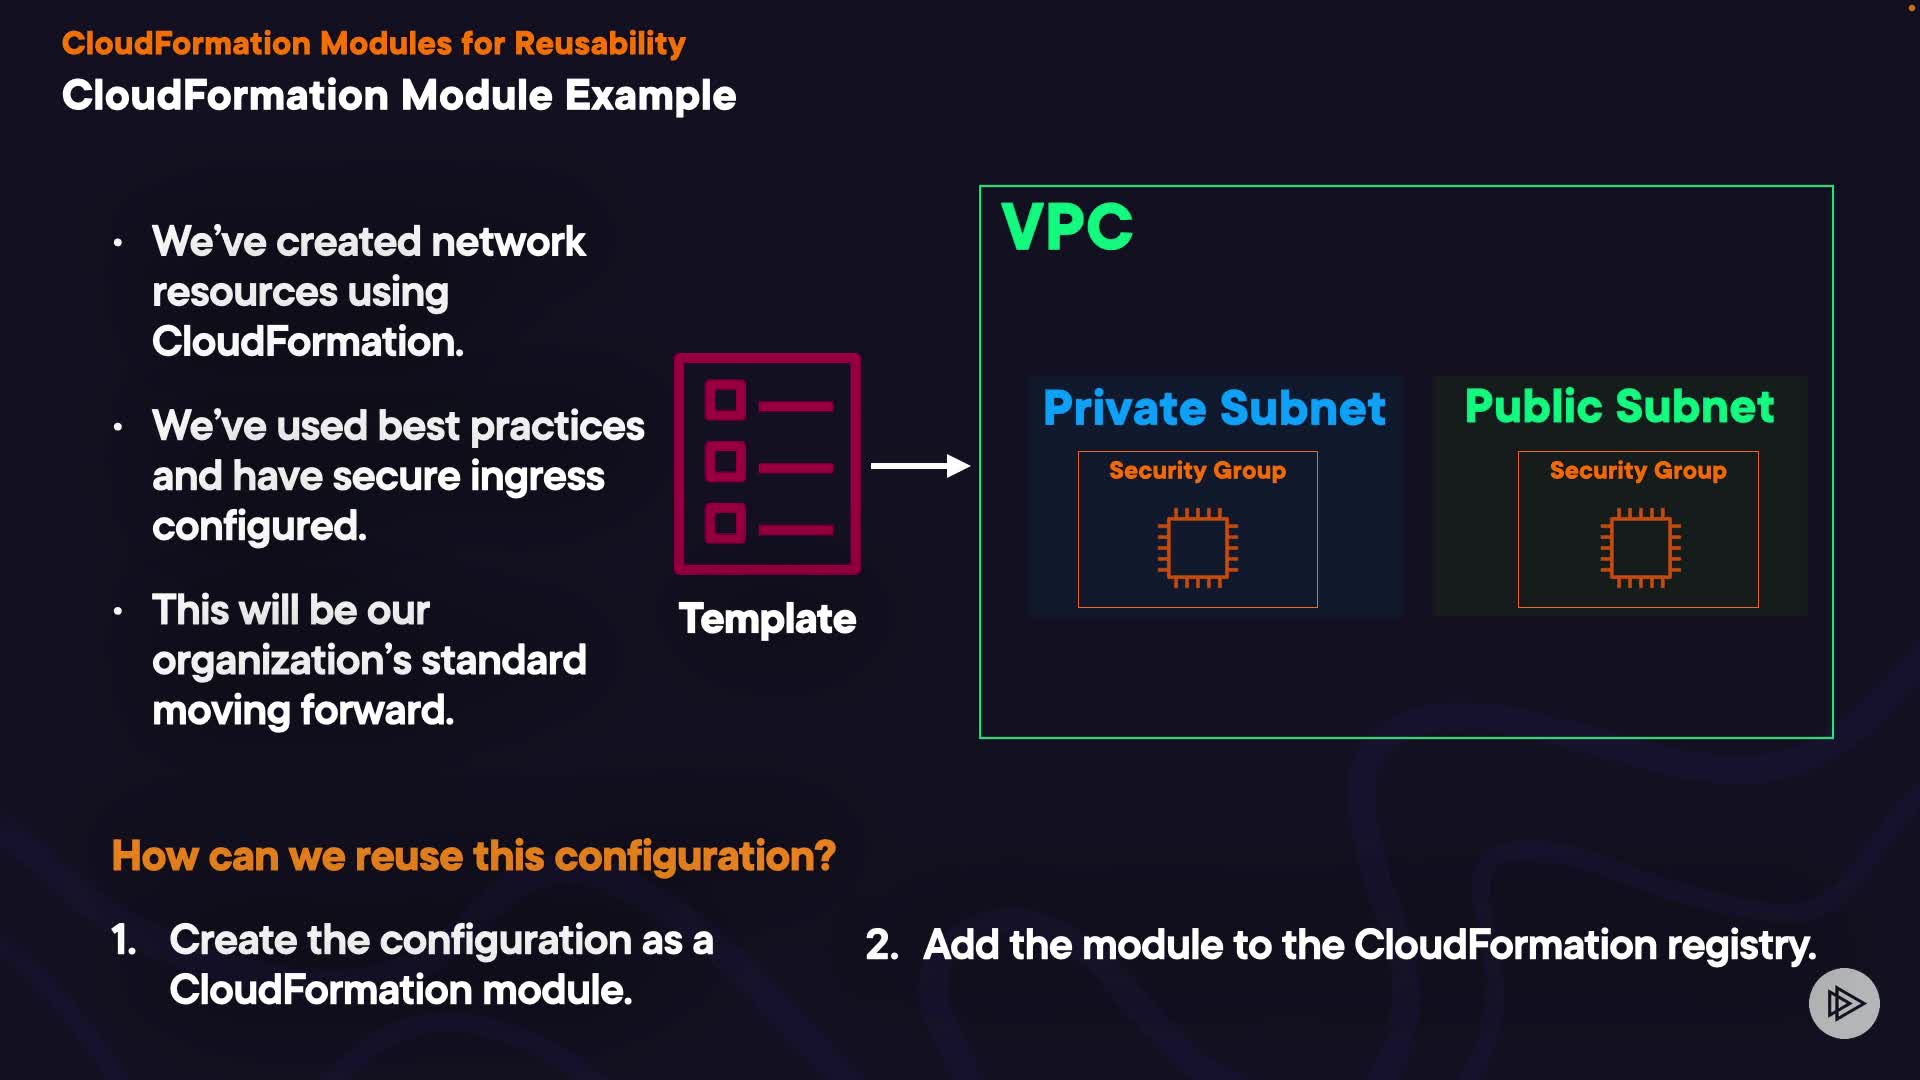 CloudFormation Modules for Reusability
CloudFormation Module Example
• We’ve created network
resources using
CloudFormation.
• We’ve used best practices
and have secure ingress
configured.
• This will be our
organization’s standard
moving forward.
Template
VPC
Private Subnet
Security Group
Public Subnet
Security Group
How can we reuse this configuration?
1. Create the configuration as a
CloudFormation module.
2. Add the module to the CloudFormation registry.